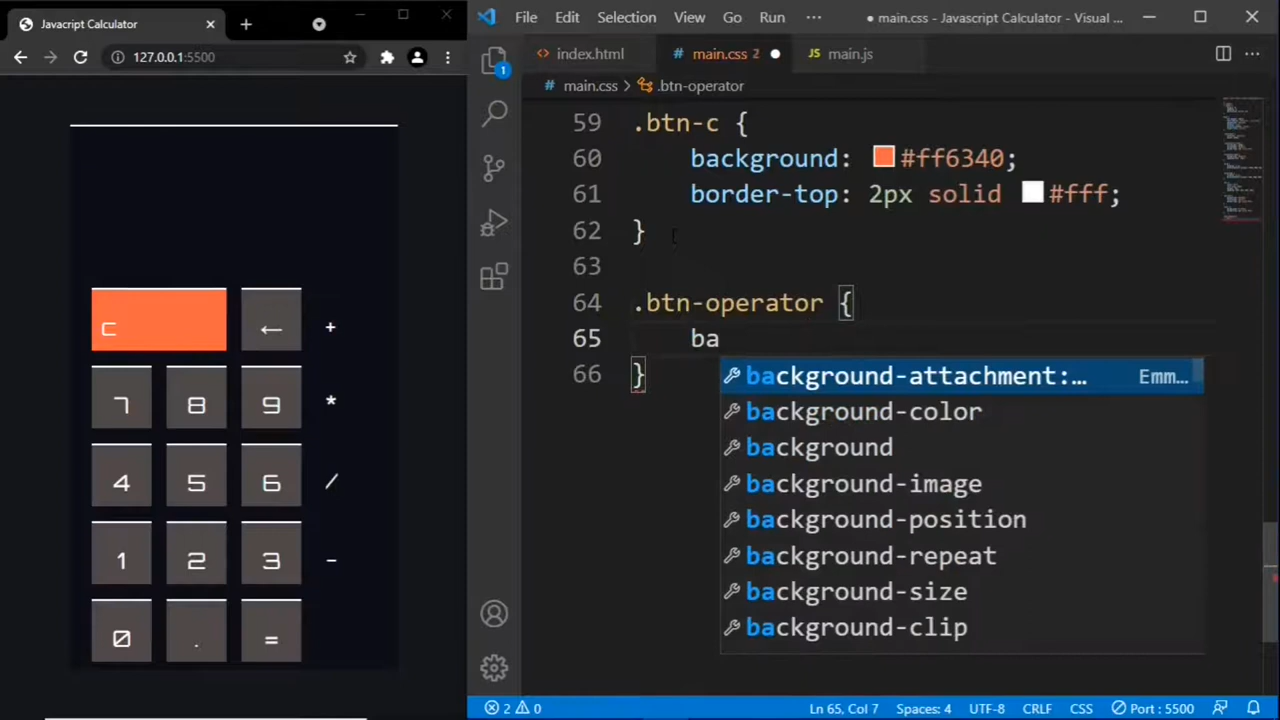 Javascript Calculator
127.0.0.1:5500
C
←
+
7
8
9
*
4
5
6
/
1
2
3
-
0
.
=
File Edit Selection View Go Run ···
● main.css - Javascript Calculator - Visual ...
<> index.html
# main.css 2 ●
JS main.js
# main.css > .btn-operator
1
59 .btn-c {
60 background: #ff6340;
61 border-top: 2px solid #fff;
62 }
63
64 .btn-operator {
65 ba
66 }
background-attachment:… Emm…
background-color
background
background-image
background-position
background-repeat
background-size
background-clip
2 0 Ln 65, Col 7 Spaces: 4 UTF-8 CRLF CSS Port : 5500